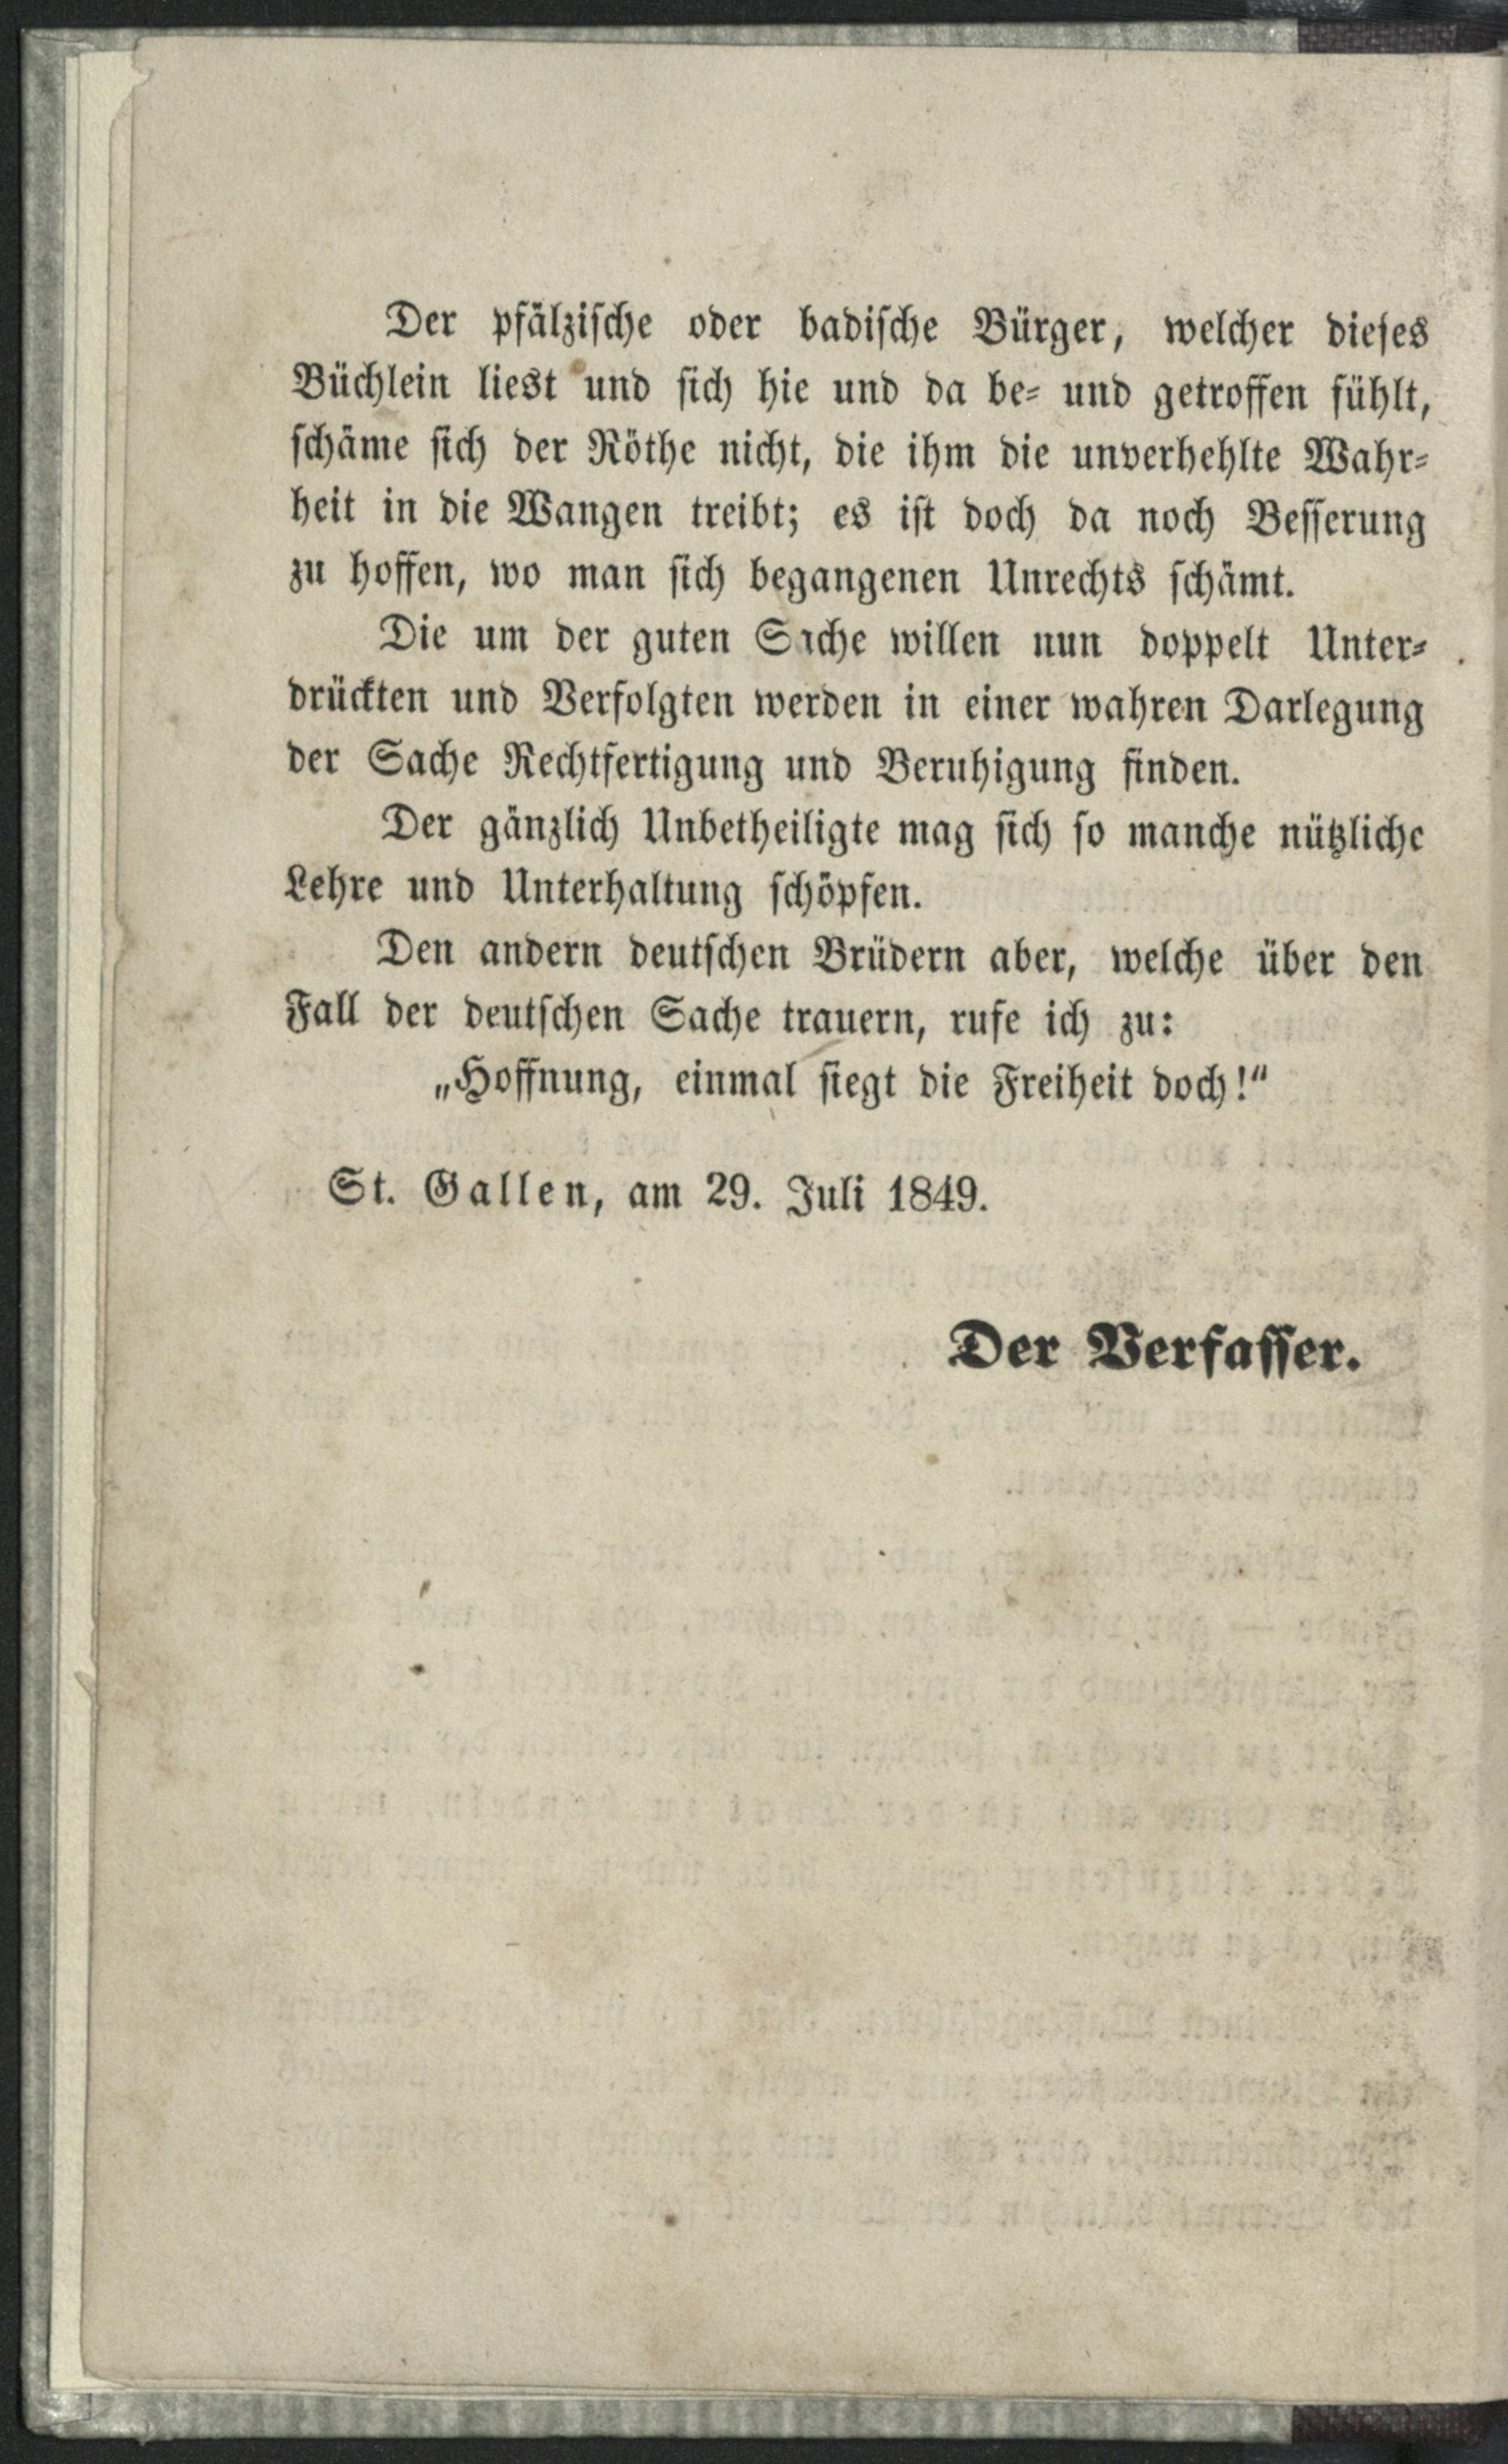 Der pfälzische oder badische Bürger, welcher dieses
Büchlein liest und sich hie und da be- und getroffen fühlt,
schäme sich der Röthe nicht, die ihm die unverhehlte Wahr-
heit in die Wangen treibt; es ist doch da noch Besserung
zu hoffen, wo man sich begangenen Unrechts schämt.
Die um der guten Sache willen nun doppelt Unter-
drückten und Verfolgten werden in einer wahren Darlegung
der Sache Rechtfertigung und Beruhigung finden.
Der gänzlich Unbetheiligte mag sich so manche nützliche
Lehre und Unterhaltung schöpfen.
Den andern deutschen Brüdern aber, welche über den
Fall der deutschen Sache trauern, rufe ich zu:
„Hoffnung, einmal siegt die Freiheit doch!“
St. Gallen, am 29. Juli 1849.
Der Verfasser.